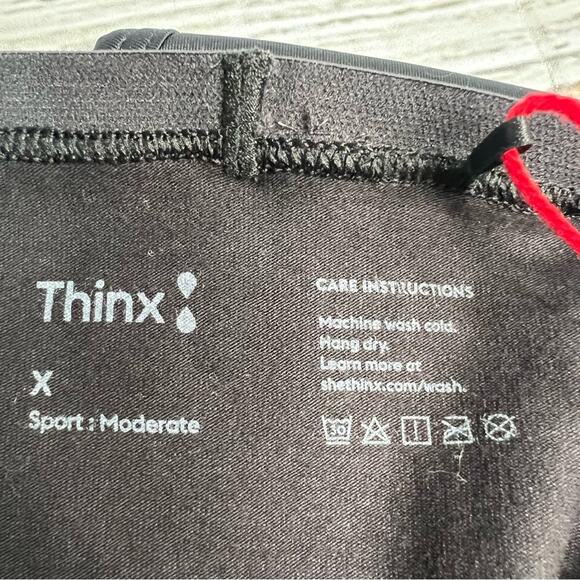 Thinx
X
Sport : Moderate
CARE INSTRUCTIONS
Machine wash cold.
Hang dry.
Learn more at
shethinx.com/wash.
30